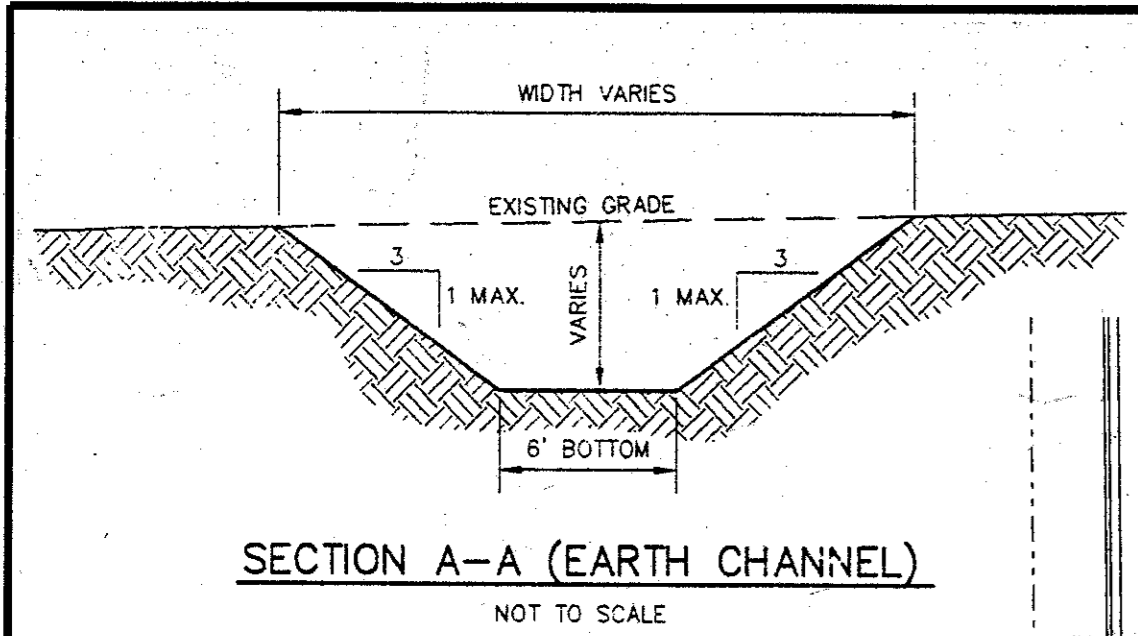 WIDTH VARIES
EXISTING GRADE
3
3
1 MAX.
1 MAX.
VARIES
6' BOTTOM
SECTION A-A (EARTH CHANNEL)
NOT TO SCALE